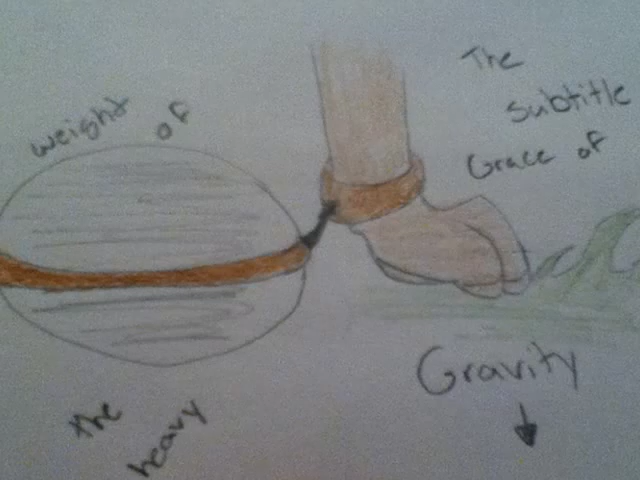 The
subtitle
Grace of
Gravity
weight of
the
heavy